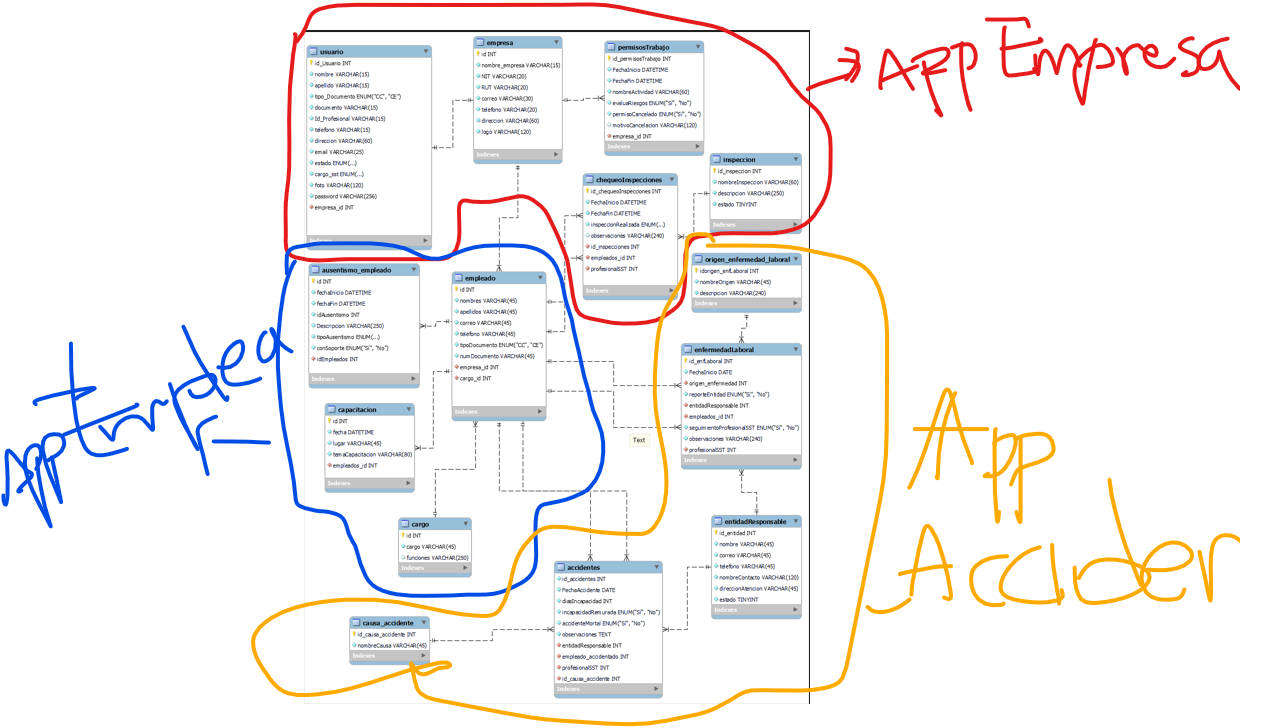 usuario
id_Usuario INT
nombre VARCHAR(15)
apellido VARCHAR(15)
tipo_Documento ENUM("CC", "CE")
documento VARCHAR(15)
Id_Profesional VARCHAR(15)
telefono VARCHAR(15)
direccion VARCHAR(60)
email VARCHAR(25)
estado ENUM(...)
cargo_sst ENUM(...)
foto VARCHAR(120)
password VARCHAR(256)
empresa_id INT
Indexes
empresa
id INT
nombre_empresa VARCHAR(15)
NIT VARCHAR(20)
RUT VARCHAR(20)
correo VARCHAR(30)
telefono VARCHAR(20)
direccion VARCHAR(60)
logo VARCHAR(120)
Indexes
permisosTrabajo
id_permisosTrabajo INT
FechaInicio DATETIME
FechaFin DATETIME
nombreActividad VARCHAR(60)
evaluaRiesgos ENUM("Si", "No")
permisoCancelado ENUM("Si", "No")
motivoCancelacion VARCHAR(120)
empresa_id INT
Indexes
App Empresa
inspeccion
id_inspeccion INT
nombreInspeccion VARCHAR(60)
descripcion VARCHAR(250)
estado TINYINT
Indexes
chequeoInspecciones
id_chequeoInspecciones INT
FechaInicio DATETIME
FechaFin DATETIME
inspeccionRealizada ENUM(...)
observaciones VARCHAR(240)
id_inspecciones INT
empleados_id INT
profesionalSST INT
Indexes
ausentismo_empleado
id INT
fechaInicio DATETIME
fechaFin DATETIME
idAusentismo INT
Descripcion VARCHAR(250)
tipoAusentismo ENUM(...)
conSoporte ENUM("Si", "No")
idEmpleados INT
Indexes
empleado
id INT
nombres VARCHAR(45)
apellidos VARCHAR(45)
correo VARCHAR(45)
telefono VARCHAR(45)
tipoDocumento ENUM("CC", "CE")
numDocumento VARCHAR(45)
empresa_id INT
cargo_id INT
Indexes
origen_enfermedad_laboral
idorigen_enfLaboral INT
nombreOrigen VARCHAR(45)
descripcion VARCHAR(240)
Indexes
enfermedadLaboral
id_enfLaboral INT
FechaInicio DATE
origen_enfermedad INT
reporteEntidad ENUM("Si", "No")
entidadResponsable INT
empleados_id INT
seguimientoProfesionalSST ENUM("Si", "No")
observaciones VARCHAR(240)
profesionalSST INT
Indexes
capacitacion
id INT
fecha DATETIME
lugar VARCHAR(45)
temaCapacitacion VARCHAR(80)
empleados_id INT
Indexes
Text
App
Acciden
cargo
id INT
cargo VARCHAR(45)
funciones VARCHAR(250)
Indexes
entidadResponsable
id_entidad INT
nombre VARCHAR(45)
correo VARCHAR(45)
telefono VARCHAR(45)
nombreContacto VARCHAR(120)
direccionAtencion VARCHAR(45)
estado TINYINT
Indexes
accidentes
id_accidentes INT
FechaAccidente DATE
diasIncapacidad INT
incapacidadRemurada ENUM("Si", "No")
accidenteMortal ENUM("Si", "No")
observaciones TEXT
entidadResponsable INT
empleado_accidentado INT
profesionalSST INT
id_causa_accidente INT
Indexes
causa_accidente
id_causa_accidente INT
nombreCausa VARCHAR(45)
Indexes